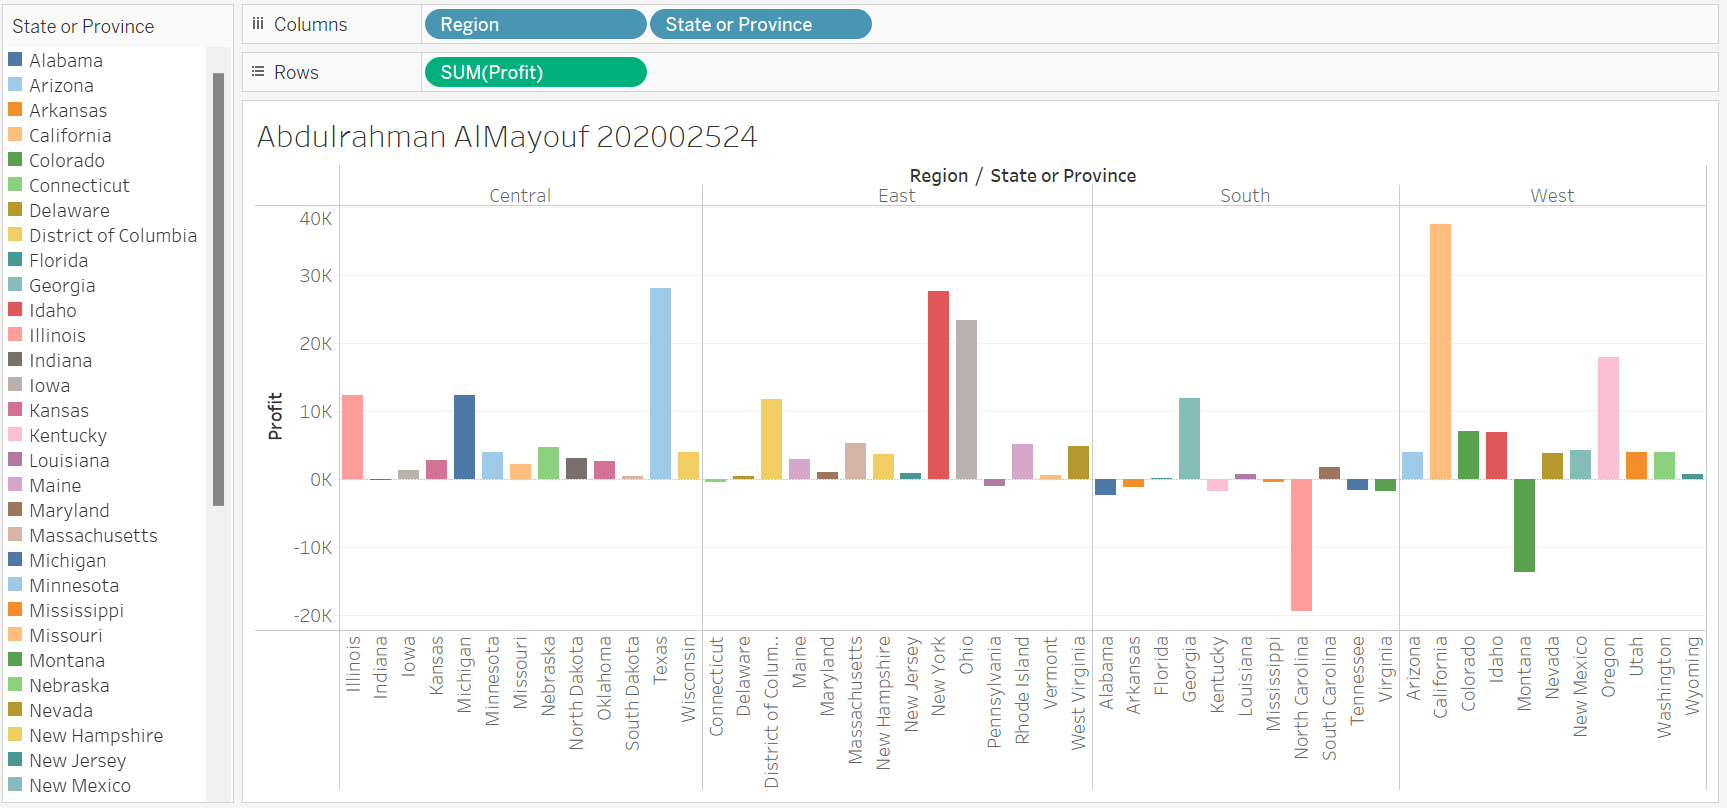 State or Province
Alabama
Arizona
Arkansas
California
Colorado
Connecticut
Delaware
District of Columbia
Florida
Georgia
Idaho
Illinois
Indiana
Iowa
Kansas
Kentucky
Louisiana
Maine
Maryland
Massachusetts
Michigan
Minnesota
Mississippi
Missouri
Montana
Nebraska
Nevada
New Hampshire
New Jersey
New Mexico
Columns Region State or Province
Rows SUM(Profit)
Abdulrahman AlMayouf 202002524
Region / State or Province
Central East South West
40K
30K
20K
10K
0K
-10K
-20K
Profit
Illinois
Indiana
Iowa
Kansas
Michigan
Minnesota
Missouri
Nebraska
North Dakota
Oklahoma
South Dakota
Texas
Wisconsin
Connecticut
Delaware
District of Colum..
Maine
Maryland
Massachusetts
New Hampshire
New Jersey
New York
Ohio
Pennsylvania
Rhode Island
Vermont
West Virginia
Alabama
Arkansas
Florida
Georgia
Kentucky
Louisiana
Mississippi
North Carolina
South Carolina
Tennessee
Virginia
Arizona
California
Colorado
Idaho
Montana
Nevada
New Mexico
Oregon
Utah
Washington
Wyoming